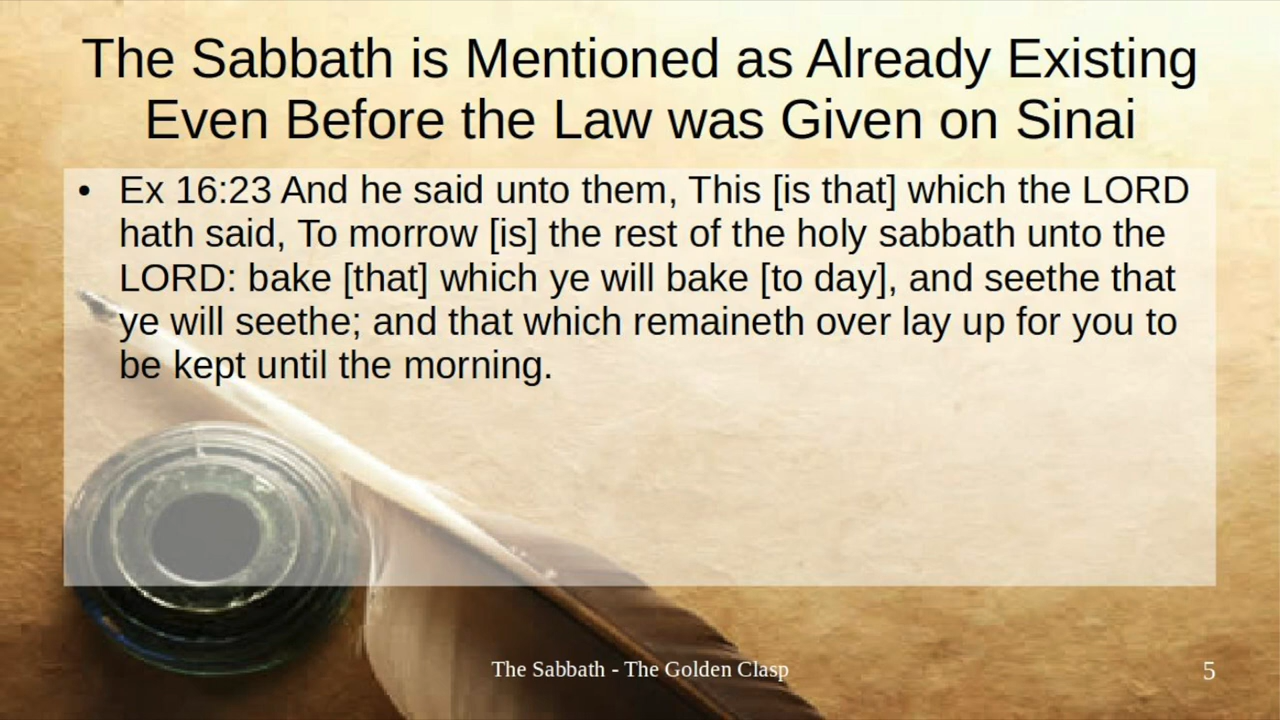 The Sabbath is Mentioned as Already Existing
Even Before the Law was Given on Sinai
• Ex 16:23 And he said unto them, This [is that] which the LORD
hath said, To morrow [is] the rest of the holy sabbath unto the
LORD: bake [that] which ye will bake [to day], and seethe that
ye will seethe; and that which remaineth over lay up for you to
be kept until the morning.
The Sabbath - The Golden Clasp
5